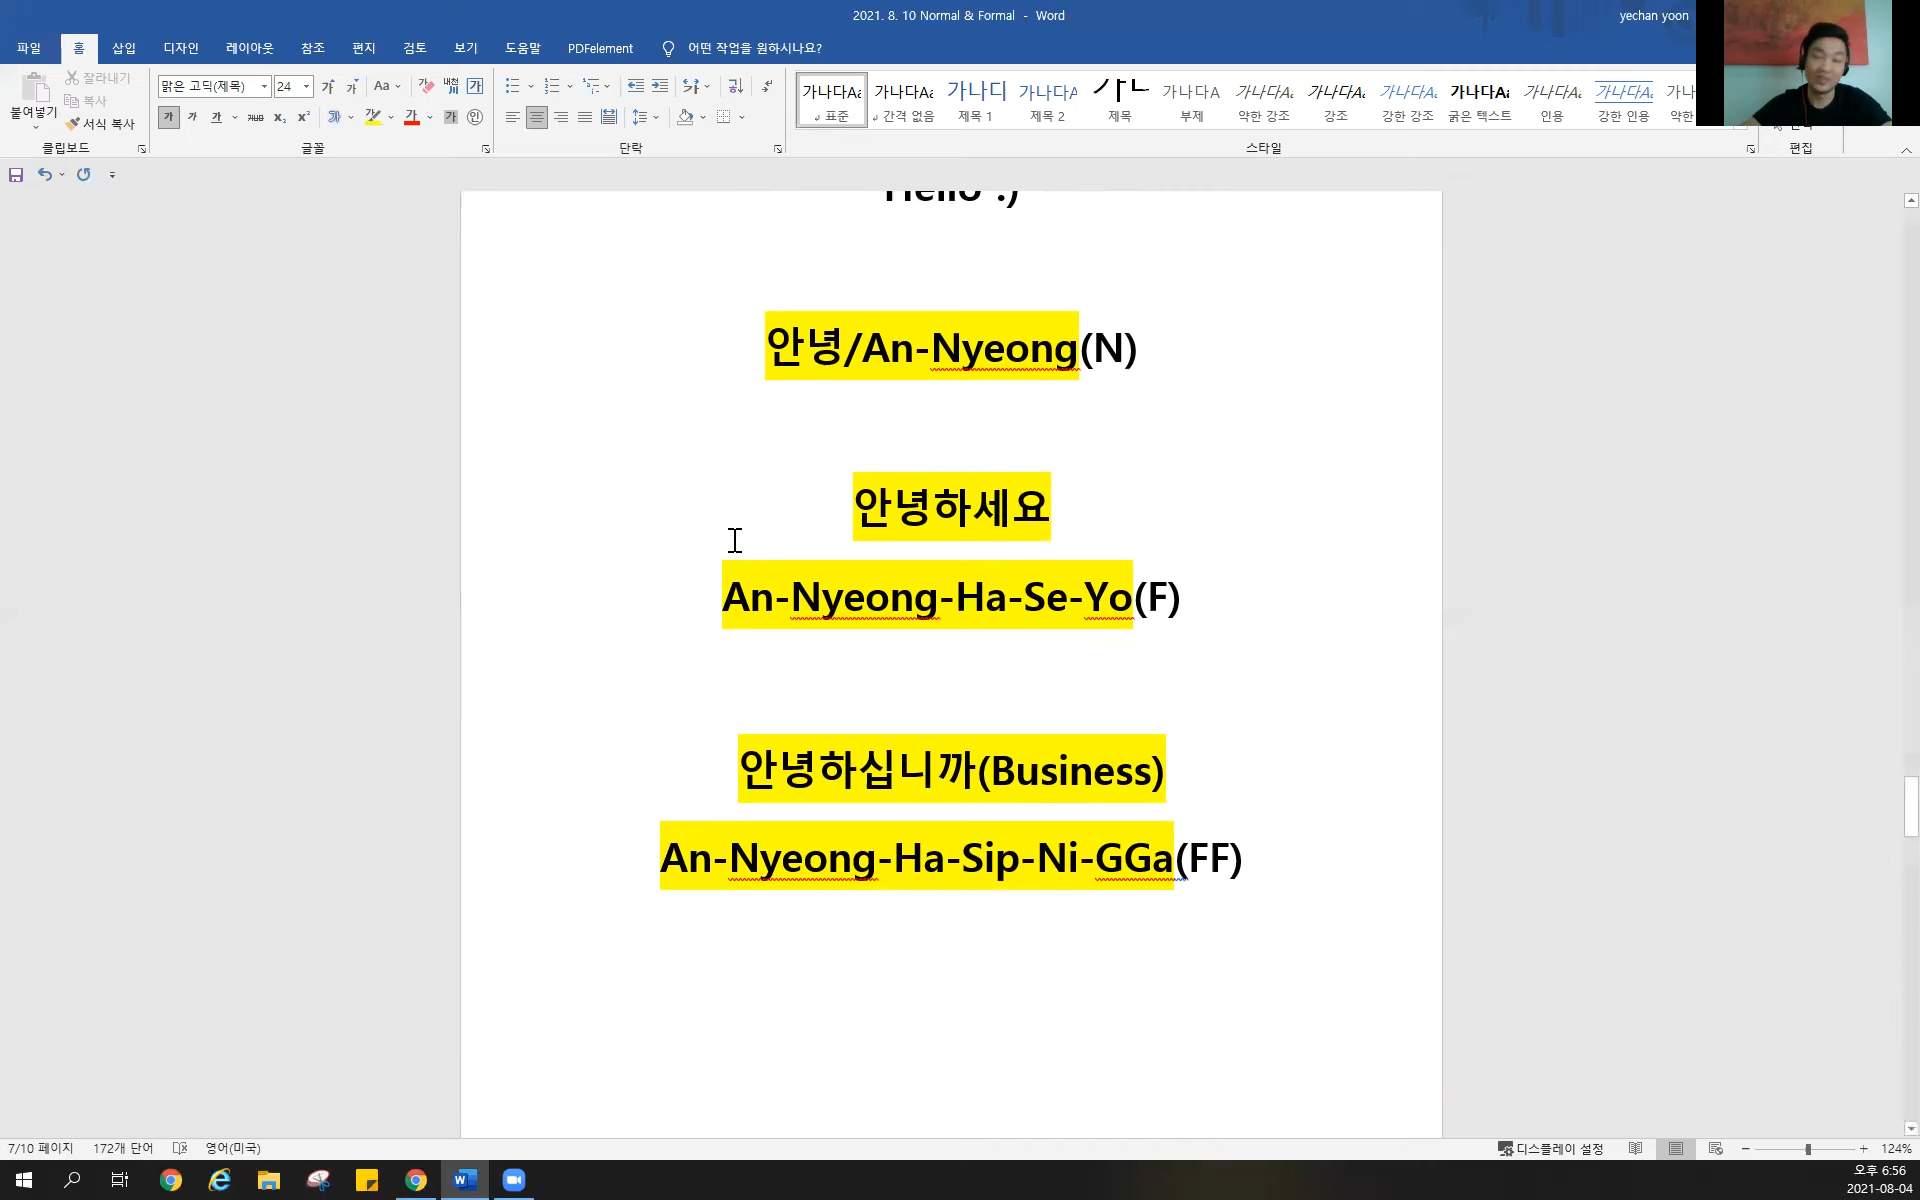 2021. 8. 10 Normal & Formal - Word
yechan yoon
파일 홈 삽입 디자인 레이아웃 참조 편지 검토 보기 도움말 PDFelement 어떤 작업을 원하시나요?
붙여넣기
잘라내기
복사
서식 복사
클립보드
맑은 고딕(제목) 24
글꼴
단락
가나다Aa 표준
가나다Aa 간격 없음
가나다 제목 1
가나다A 제목 2
제목
가나다A 부제
가나다Aa 약한 강조
가나다Aa 강조
가나다Aa 강한 강조
가나다Aa 굵은 텍스트
가나다Aa 인용
가나다Aa 강한 인용
스타일
편집
Hello :)
안녕/An-Nyeong(N)
안녕하세요
An-Nyeong-Ha-Se-Yo(F)
안녕하십니까(Business)
An-Nyeong-Ha-Sip-Ni-GGa(FF)
7/10 페이지 172개 단어 영어(미국)
디스플레이 설정
124%
오후 6:56
2021-08-04